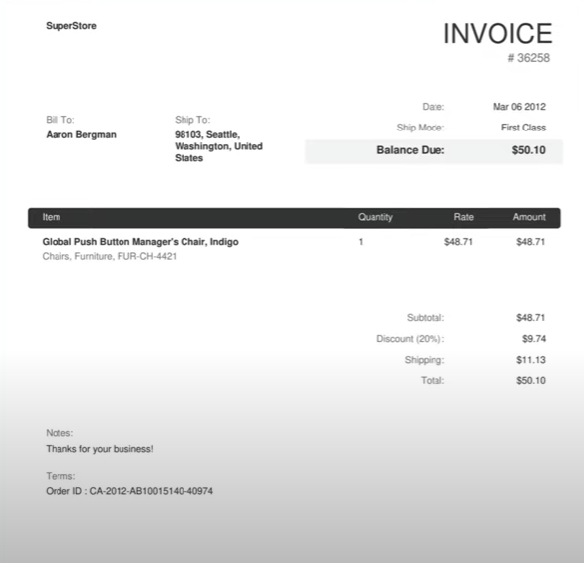 SuperStore
INVOICE
# 36258
Date: Mar 06 2012
Bill To:
Aaron Bergman
Ship To:
98103, Seattle,
Washington, United
States
Ship Mode: First Class
Balance Due: $50.10
Item Quantity Rate Amount
Global Push Button Manager's Chair, Indigo 1 $48.71 $48.71
Chairs, Furniture, FUR-CH-4421
Subtotal: $48.71
Discount (20%): $9.74
Shipping: $11.13
Total: $50.10
Notes:
Thanks for your business!
Terms:
Order ID : CA-2012-AB10015140-40974